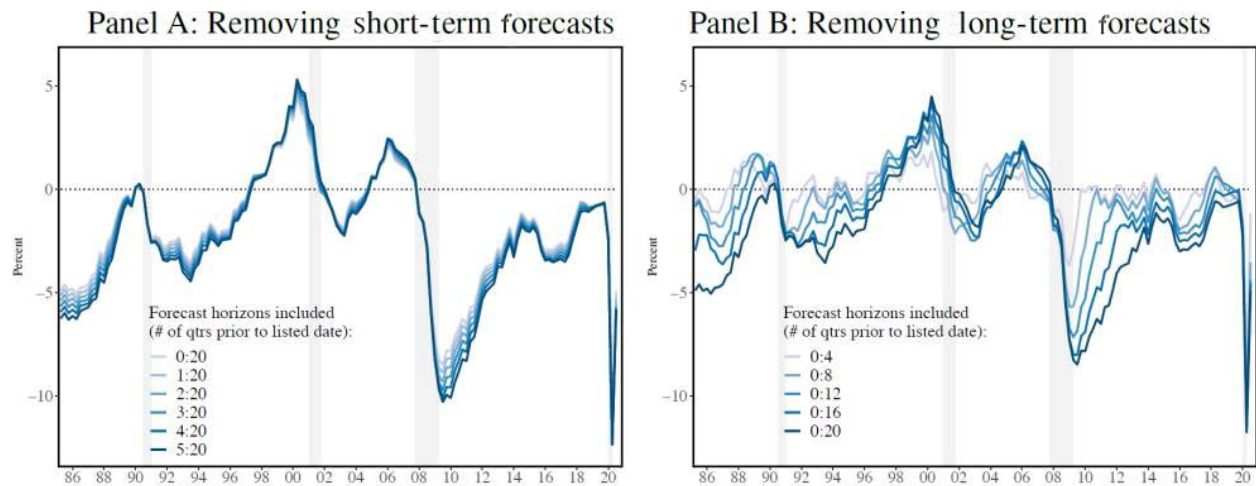 Panel A: Removing short-term forecasts
Percent
5
0
−5
−10
Forecast horizons included
(# of qtrs prior to listed date):
0:20
1:20
2:20
3:20
4:20
5:20
86 88 90 92 94 96 98 00 02 04 06 08 10 12 14 16 18 20
Panel B: Removing long-term forecasts
Percent
5
0
−5
−10
Forecast horizons included
(# of qtrs prior to listed date):
0:4
0:8
0:12
0:16
0:20
86 88 90 92 94 96 98 00 02 04 06 08 10 12 14 16 18 20